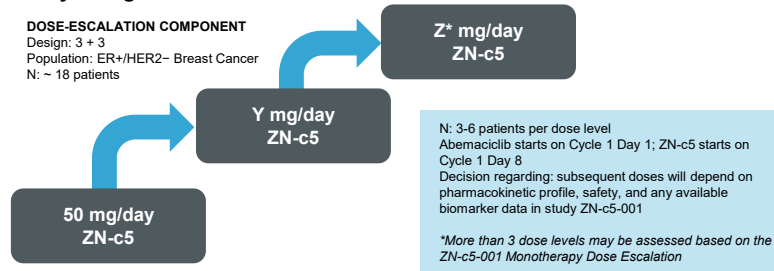 DOSE-ESCALATION COMPONENT
Design: 3 + 3
Population: ER+/HER2− Breast Cancer
N: ~ 18 patients
Z* mg/day
ZN-c5
Y mg/day
ZN-c5
50 mg/day
ZN-c5
N: 3-6 patients per dose level
Abemaciclib starts on Cycle 1 Day 1; ZN-c5 starts on
Cycle 1 Day 8
Decision regarding: subsequent doses will depend on
pharmacokinetic profile, safety, and any available
biomarker data in study ZN-c5-001
*More than 3 dose levels may be assessed based on the
ZN-c5-001 Monotherapy Dose Escalation